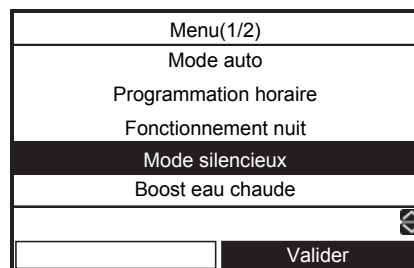 Menu(1/2)
Mode auto
Programmation horaire
Fonctionnement nuit
Mode silencieux
Boost eau chaude
Valider